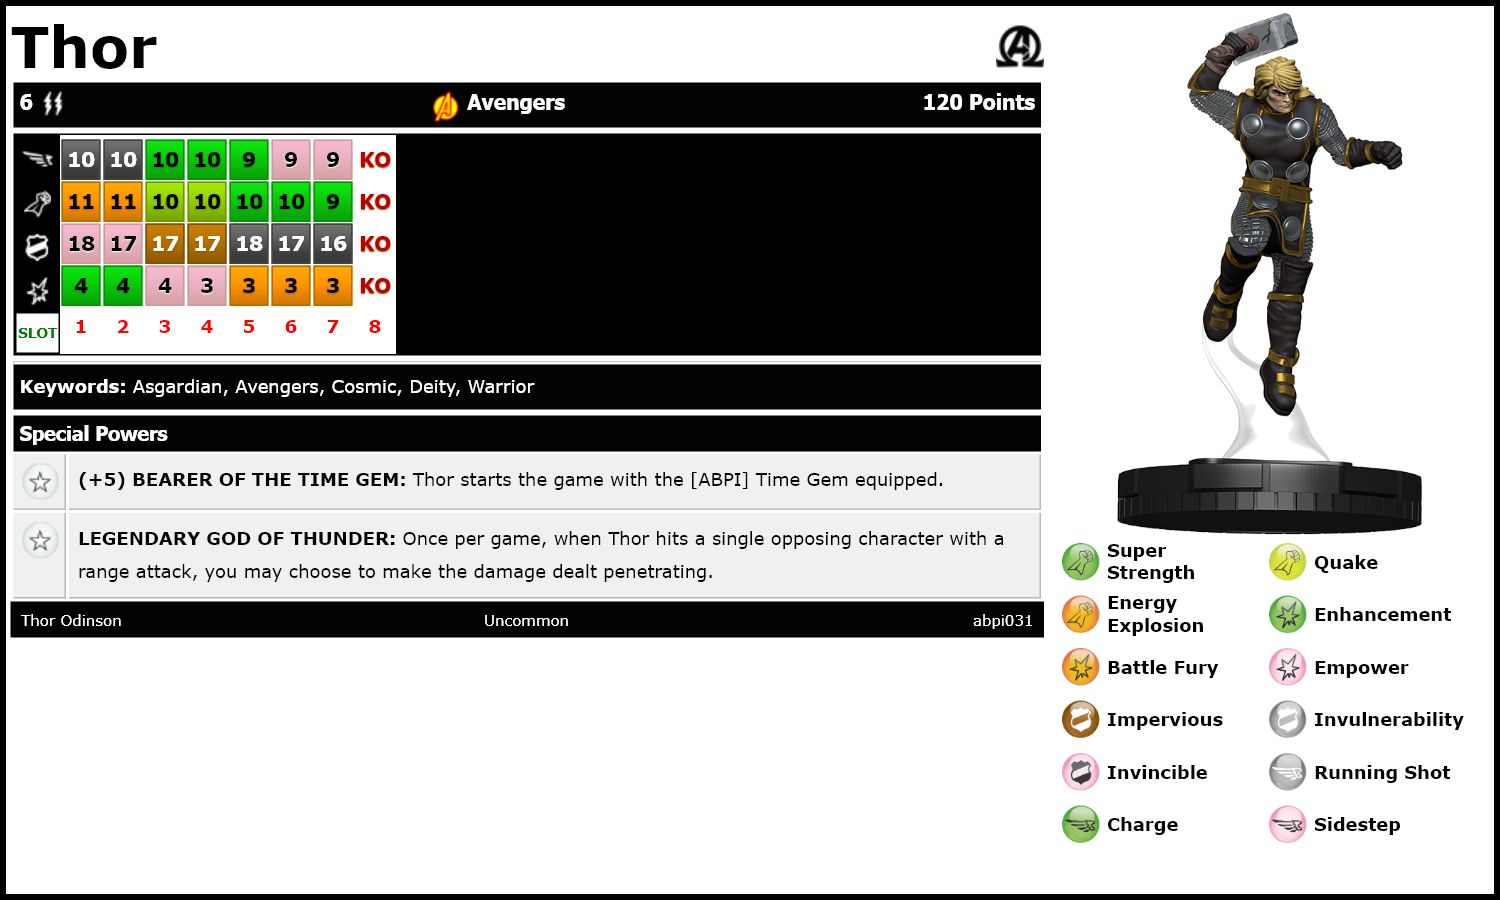 Thor
6
Avengers
120 Points
10 10 10 10 9 9 9 KO
11 11 10 10 10 10 9 KO
18 17 17 17 18 17 16 KO
4 4 4 3 3 3 3 KO
SLOT 1 2 3 4 5 6 7 8
Keywords: Asgardian, Avengers, Cosmic, Deity, Warrior
Special Powers
(+5) BEARER OF THE TIME GEM: Thor starts the game with the [ABPI] Time Gem equipped.
LEGENDARY GOD OF THUNDER: Once per game, when Thor hits a single opposing character with a
range attack, you may choose to make the damage dealt penetrating.
Thor Odinson
Uncommon
abpi031
Super
Strength
Quake
Energy
Explosion
Enhancement
Battle Fury
Empower
Impervious
Invulnerability
Invincible
Running Shot
Charge
Sidestep